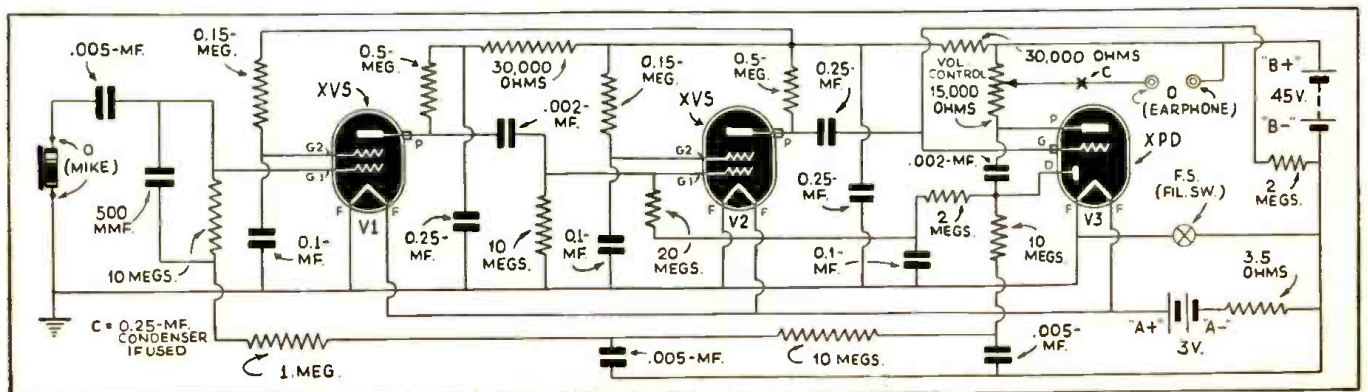 .005-MF.
0.15-
MEG.
0.5-
MEG.
30,000
OHMS
XVS
G2
G1
P
F
F
V1
.002-
MF.
0.15-
MEG.
XVS
G2
G1
P
F
F
V2
0.5-
MEG.
0.25-
MF.
VOL.
CONTROL
15,000
OHMS
30,000
OHMS
C
O
(EARPHONE)
"B+"
45V.
"B-"
P
G
D
F
F
XPD
V3
.002-MF.
F.S.
(FIL.SW.)
2
MEGS.
O
(MIKE)
500
MMF.
10 MEGS.
0.1-
MF.
0.25-
MF.
10
MEGS.
0.1-
MF.
20
MEGS.
0.25-
MF.
2
MEGS.
0.1-
MF.
10
MEGS.
3.5
OHMS
"A+"
"A-"
3V.
C = 0.25-MF.
CONDENSER
IF USED
1. MEG.
.005-MF.
10 MEGS.
.005-
MF.